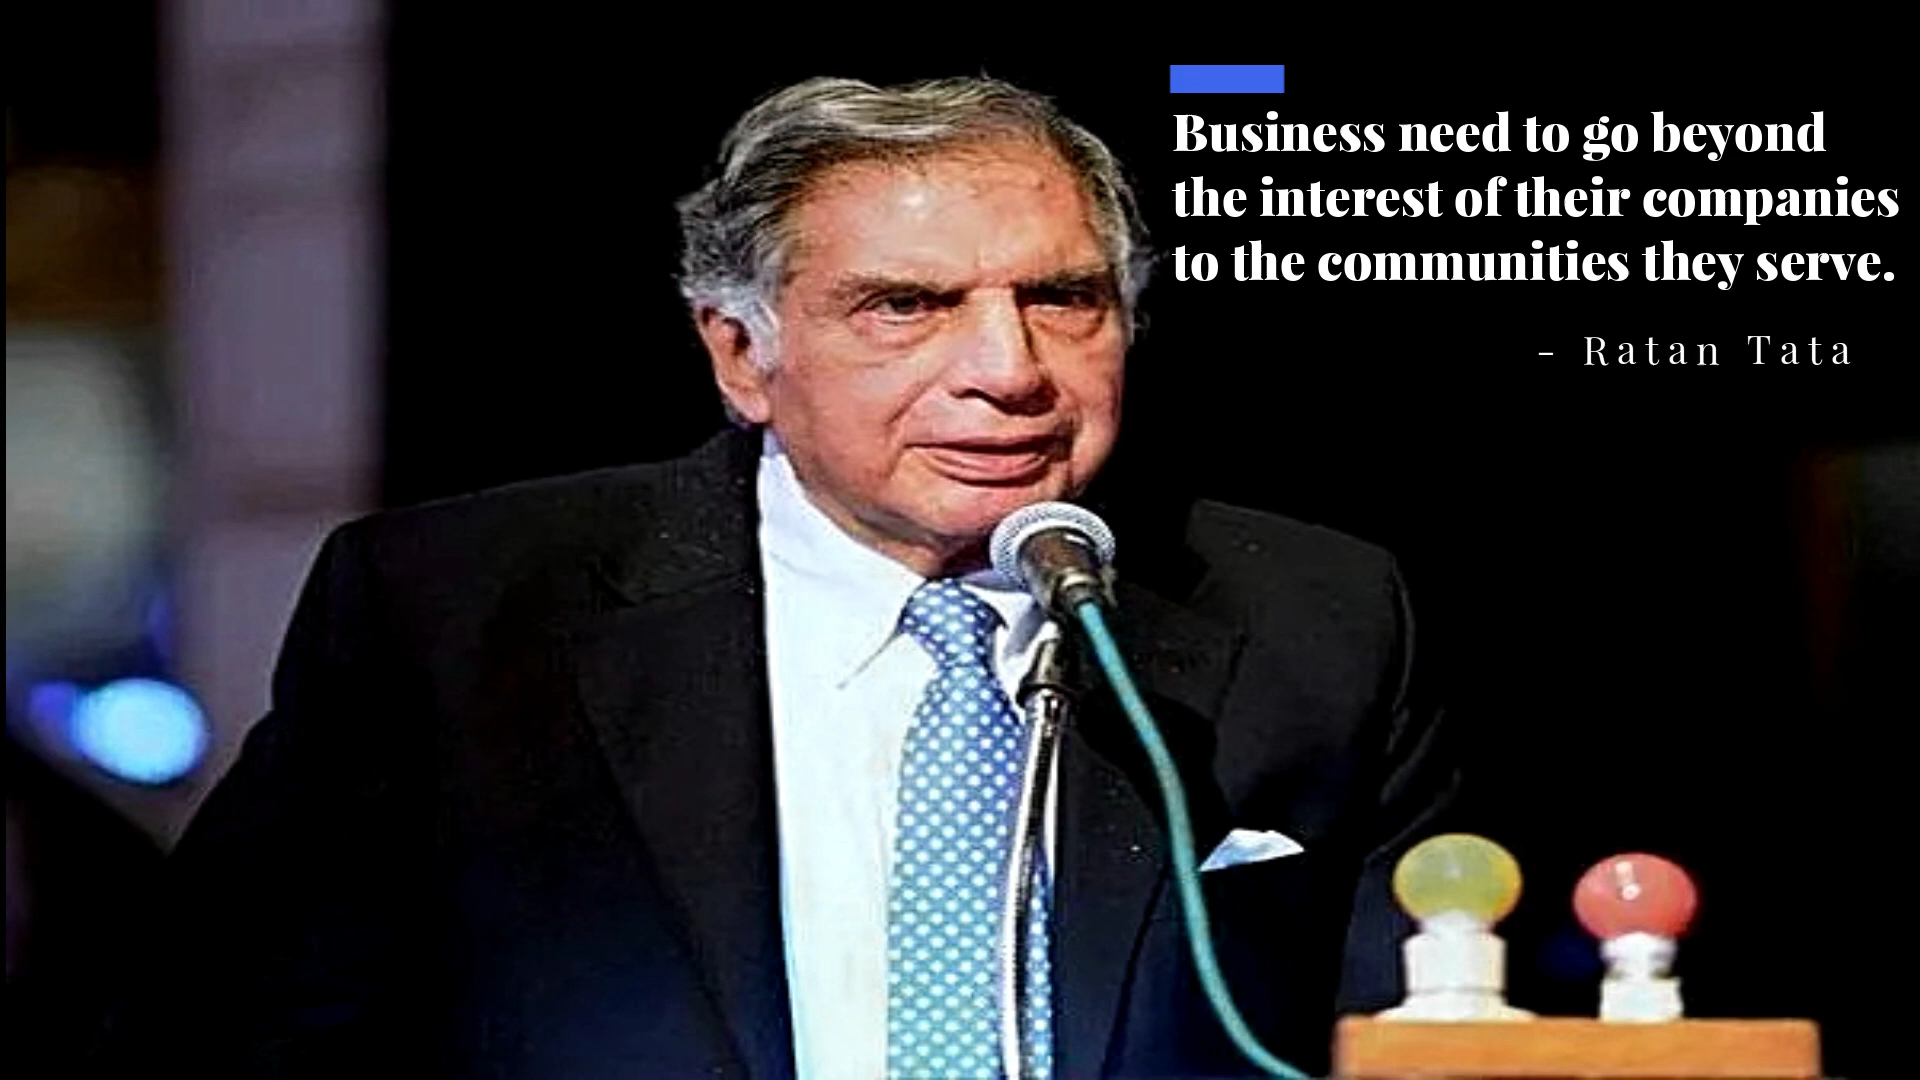 Business need to go beyond
the interest of their companies
to the communities they serve.
- Ratan Tata